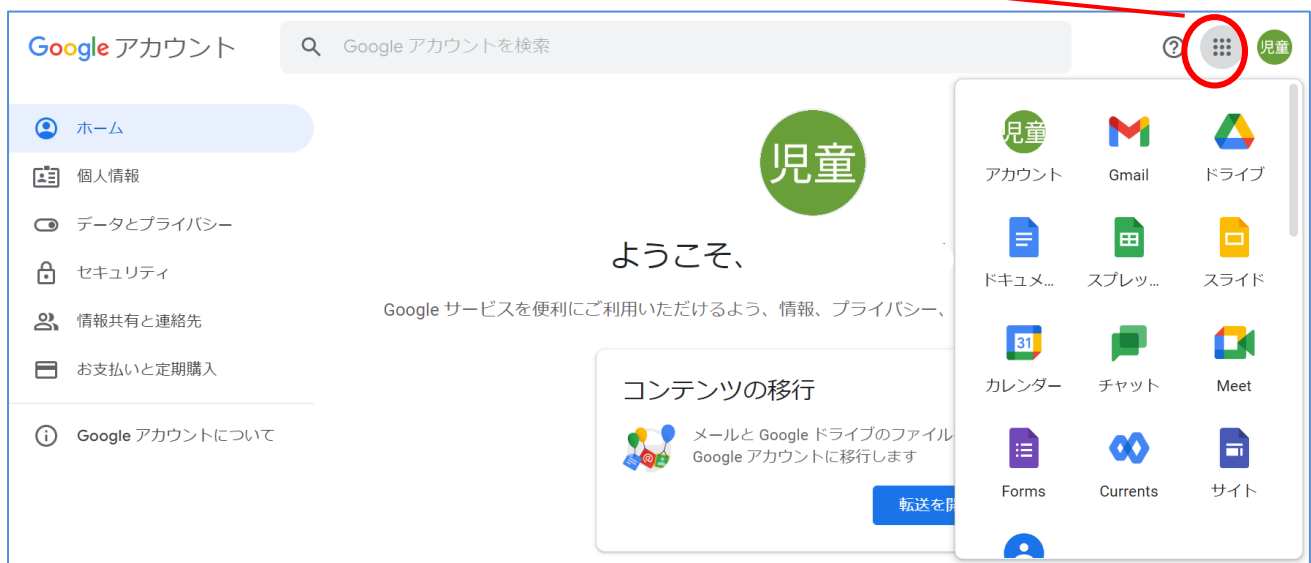 Google アカウント
Google アカウントを検索
児童
ホーム
個人情報
データとプライバシー
セキュリティ
情報共有と連絡先
お支払いと定期購入
Google アカウントについて
児童
ようこそ、
Google サービスを便利にご利用いただけるよう、情報、プライバシー、
コンテンツの移行
メールと Google ドライブのファイル
Google アカウントに移行します
転送を開
児童
アカウント
Gmail
ドライブ
ドキュメ...
スプレッ...
スライド
31
カレンダー
チャット
Meet
Forms
Currents
サイト